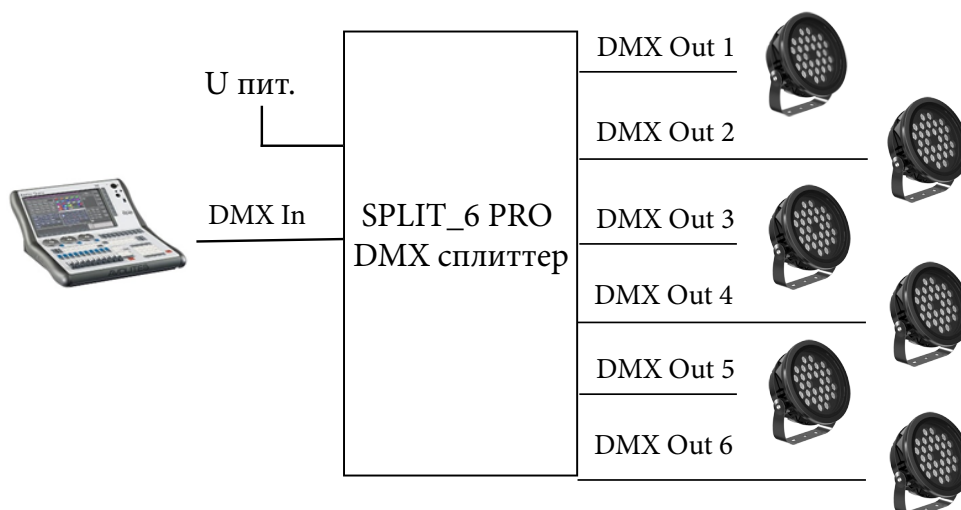 DMX Out 1
U пит.
DMX Out 2
DMX In
SPLIT_6 PRO
DMX сплиттер
DMX Out 3
DMX Out 4
DMX Out 5
DMX Out 6